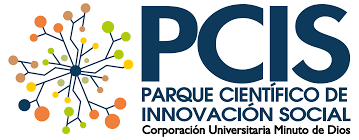 PCIS
PARQUE CIENTÍFICO DE
INNOVACIÓN SOCIAL
Corporación Universitaria Minuto de Dios